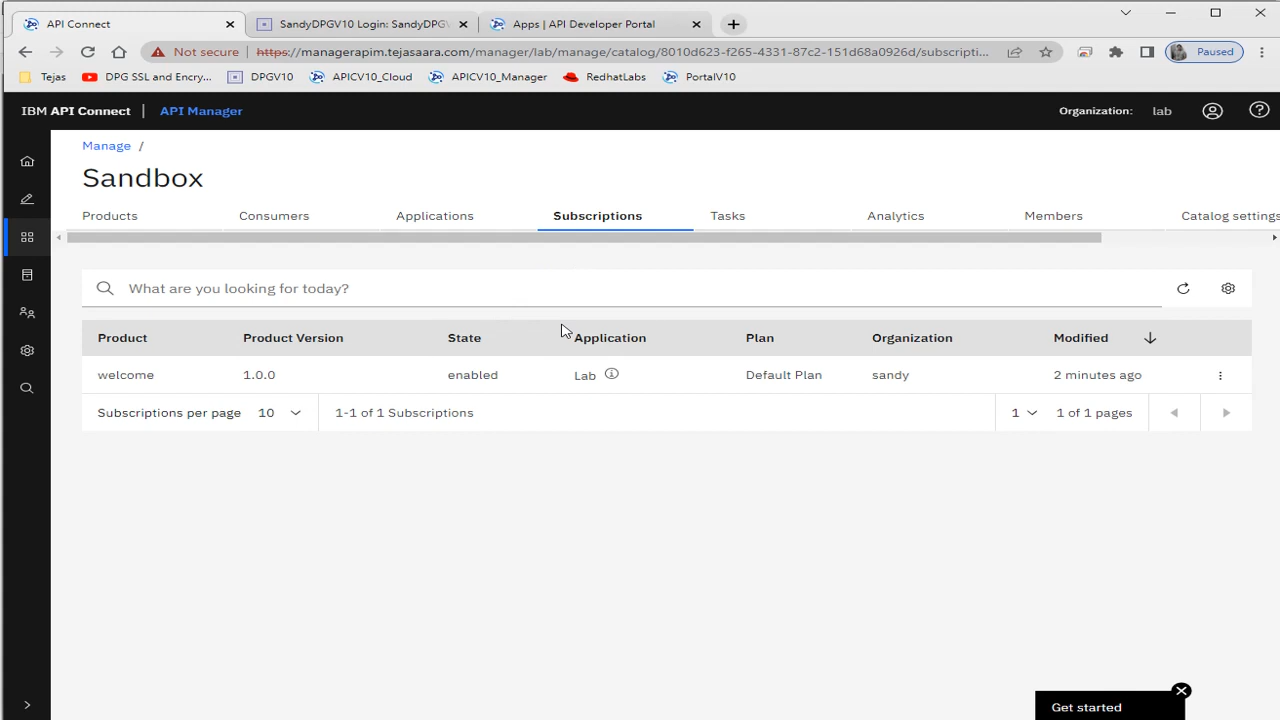 API Connect
SandyDPGV10 Login: SandyDPGV
Apps | API Developer Portal
Not secure
https://managerapim.tejasaara.com/manager/lab/manage/catalog/8010d623-f265-4331-87c2-151d8a0926d/subscripti...
Paused
Tejas
DPG SSL and Encry...
DPGV10
APICV10_Cloud
APICV10_Manager
RedhatLabs
PortalV10
IBM API Connect | API Manager
Organization: lab
Manage /
Sandbox
Products Consumers Applications Subscriptions Tasks Analytics Members Catalog settings
What are you looking for today?
Product Product Version State Application Plan Organization Modified
welcome 1.0.0 enabled Lab Default Plan sandy 2 minutes ago
Subscriptions per page 10 1-1 of 1 Subscriptions 1 1 of 1 pages
Get started